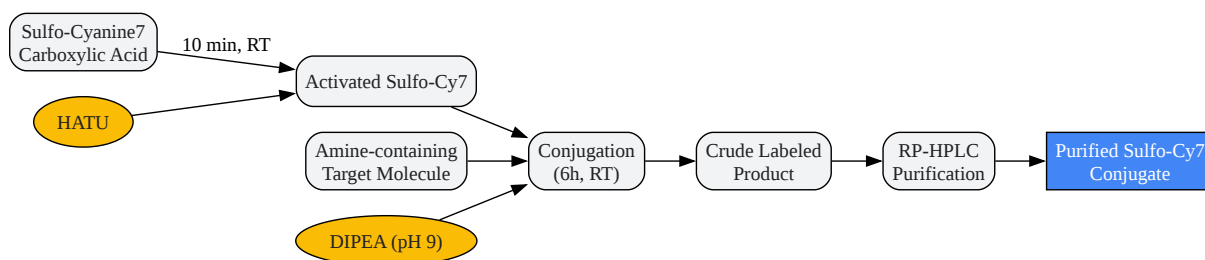 Sulfo-Cyanine7
Carboxylic Acid
10 min, RT
HATU
Activated Sulfo-Cy7
Amine-containing
Target Molecule
DIPEA (pH 9)
Conjugation
(6h, RT)
Crude Labeled
Product
RP-HPLC
Purification
Purified Sulfo-Cy7
Conjugate